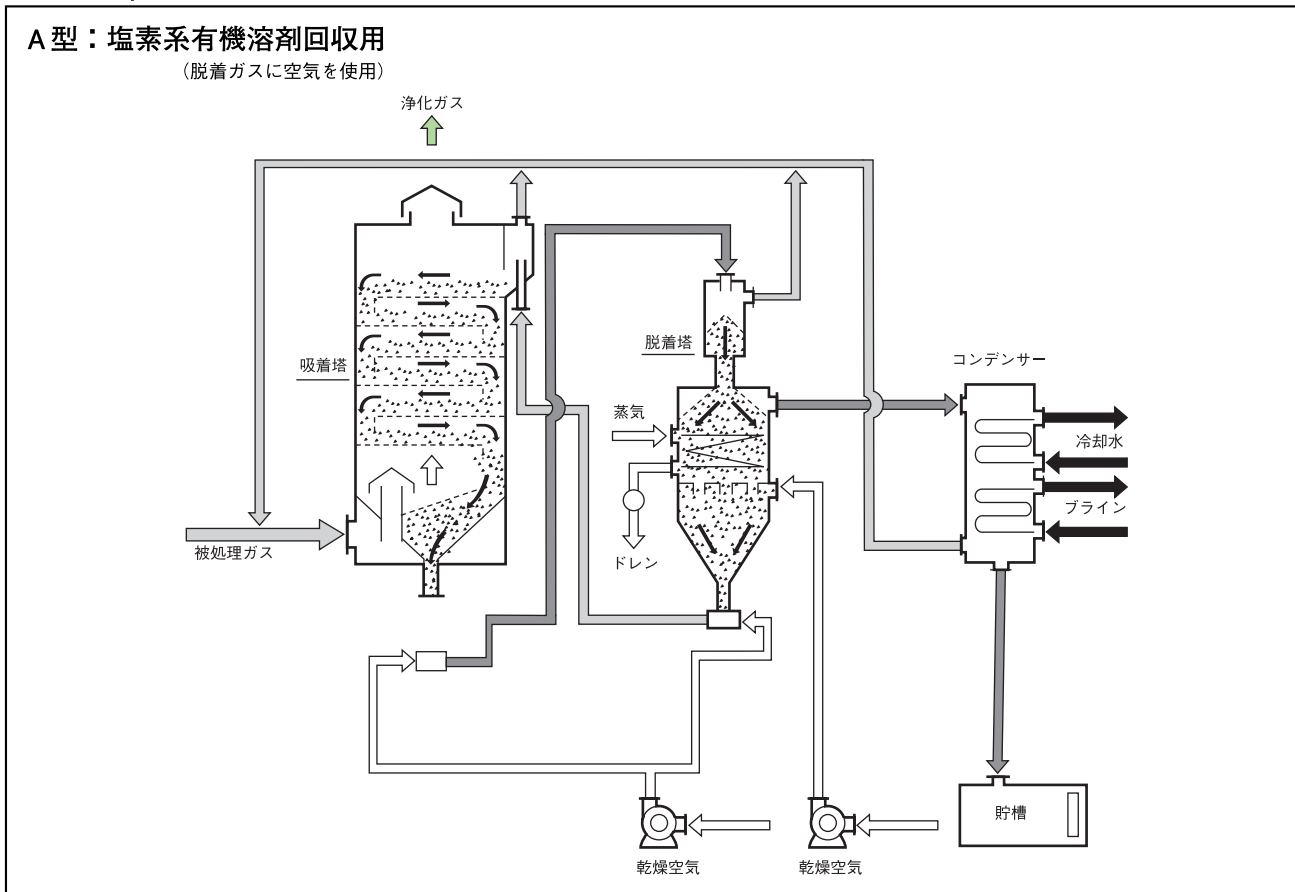 A型：塩素系有機溶剤回収用
（脱着ガスに空気を使用）
浄化ガス
吸着塔
脱着塔
コンデンサー
蒸気
冷却水
ブライン
被処理ガス
ドレン
貯槽
乾燥空気
乾燥空気